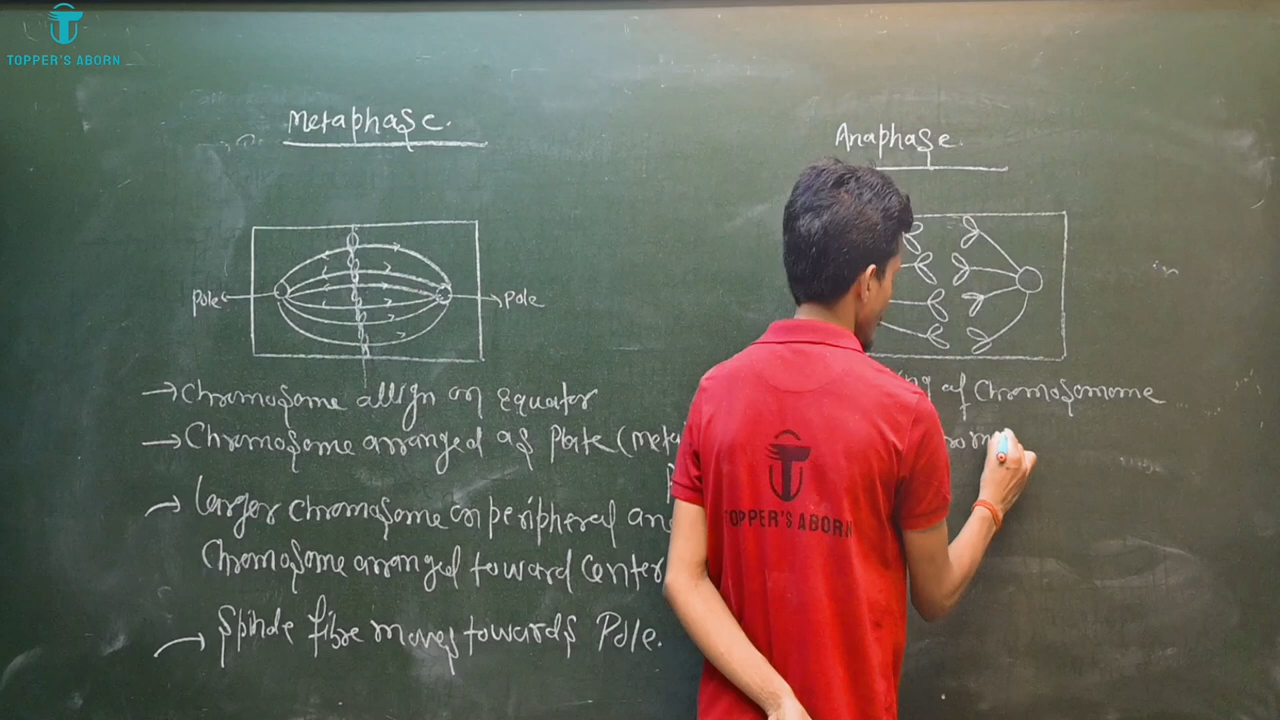 TOPPER'S ABORN
Metaphase.
Anaphase.
Pole
Pole
→ Chromosome allign on Equator
→ Chromosome arranged as Plate (meta
→ larger chromosome on peripheral and
Chromosome arranged toward Center
→ Spindle fibre moves towards Pole.
of Chromosomome
TOPPER'S ABORN